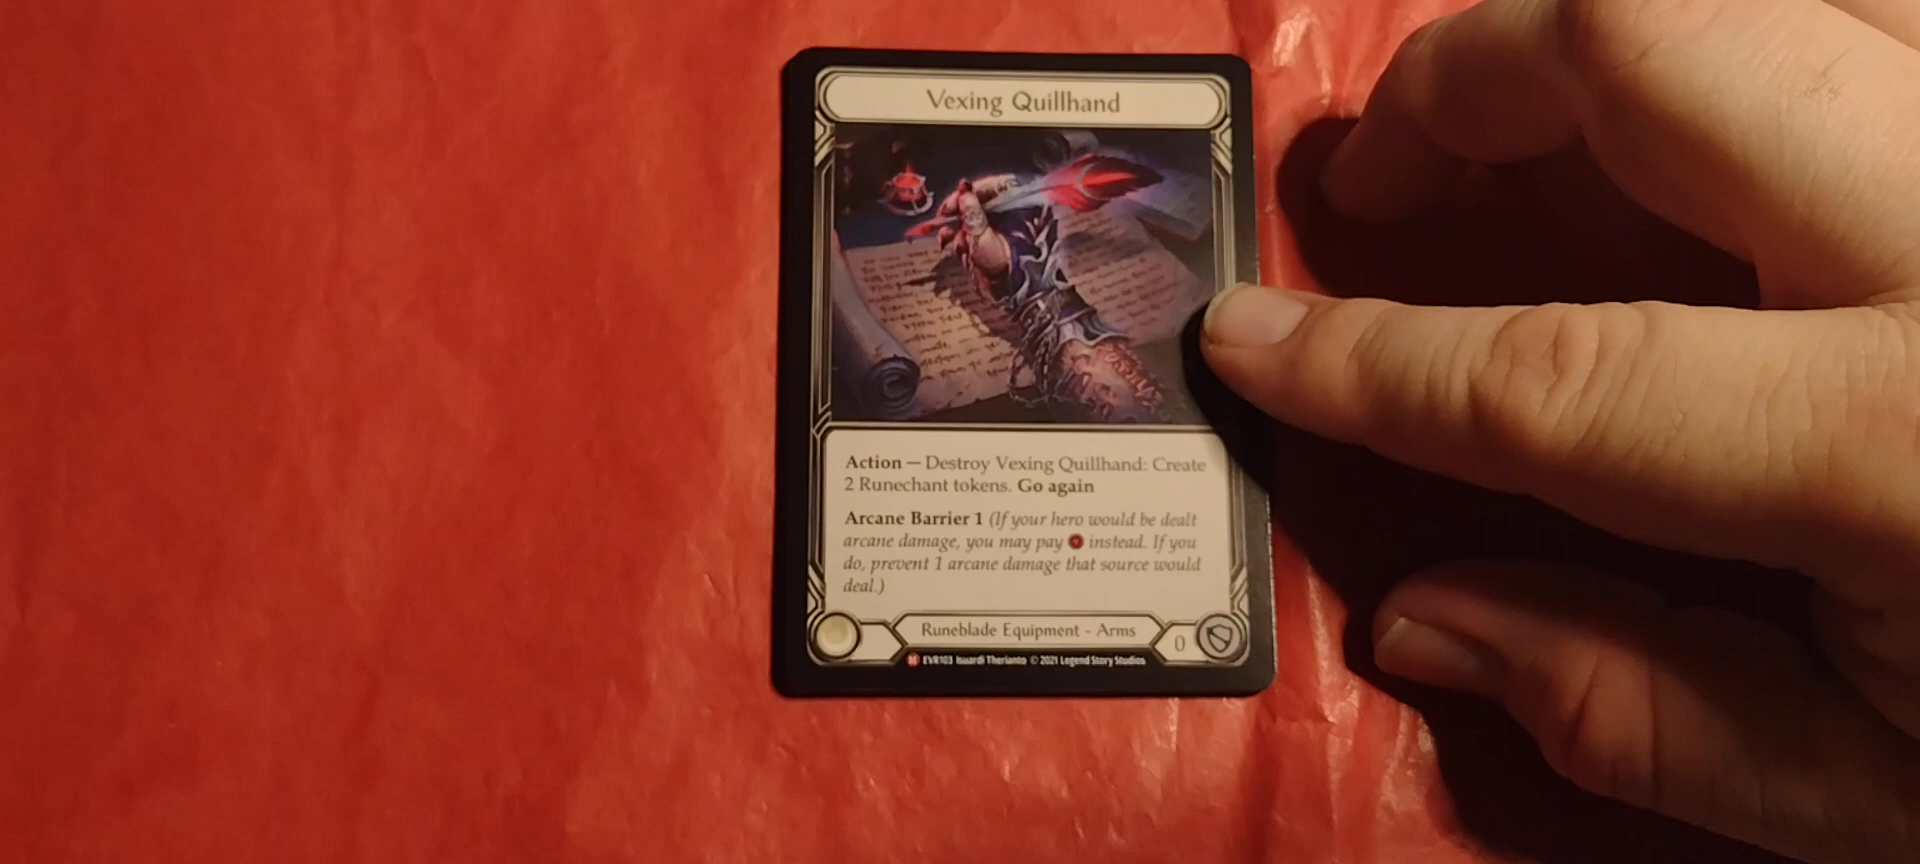 Vexing Quillhand
Action — Destroy Vexing Quillhand: Create
2 Runechant tokens. Go again
Arcane Barrier 1 (If your hero would be dealt
arcane damage, you may pay instead. If you
do, prevent 1 arcane damage that source would
deal.)
Runeblade Equipment - Arms
0
M EVR103 Isuardi Therianto © 2021 Legend Story Studios